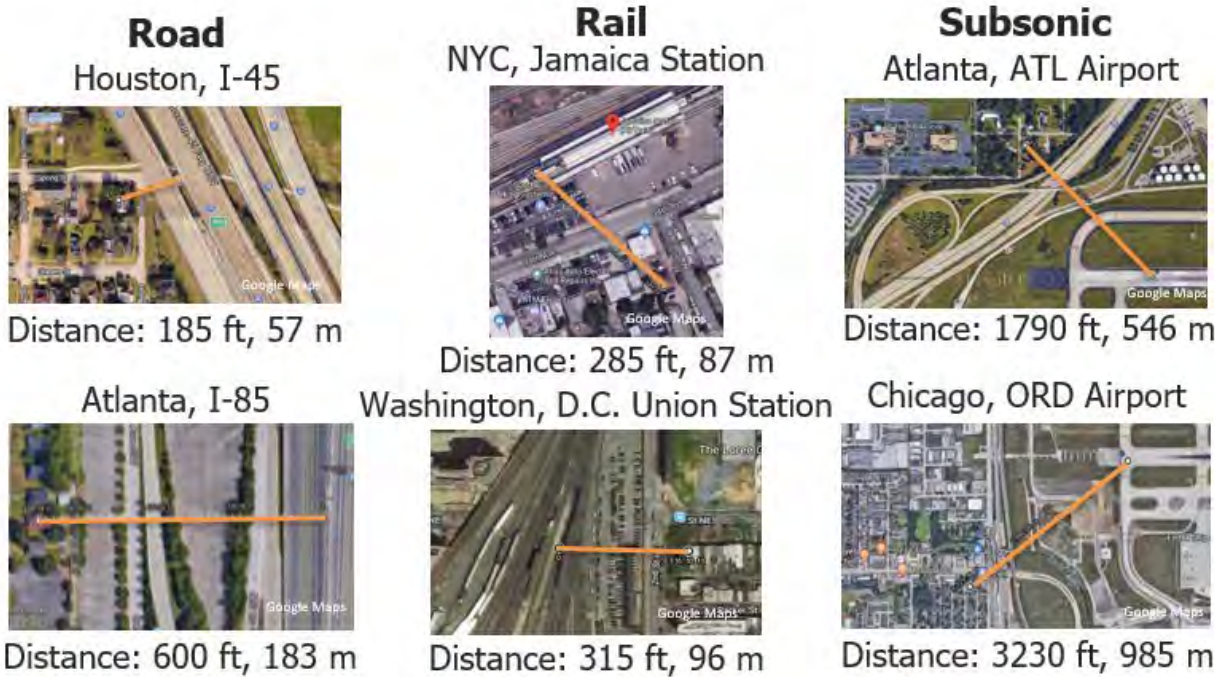 Road
Houston, I-45
Google Maps
Distance: 185 ft, 57 m
Atlanta, I-85
Google Maps
Distance: 600 ft, 183 m
Rail
NYC, Jamaica Station
Google Maps
Distance: 285 ft, 87 m
Washington, D.C. Union Station
Google Maps
Distance: 315 ft, 96 m
Subsonic
Atlanta, ATL Airport
Google Maps
Distance: 1790 ft, 546 m
Chicago, ORD Airport
Google Maps
Distance: 3230 ft, 985 m